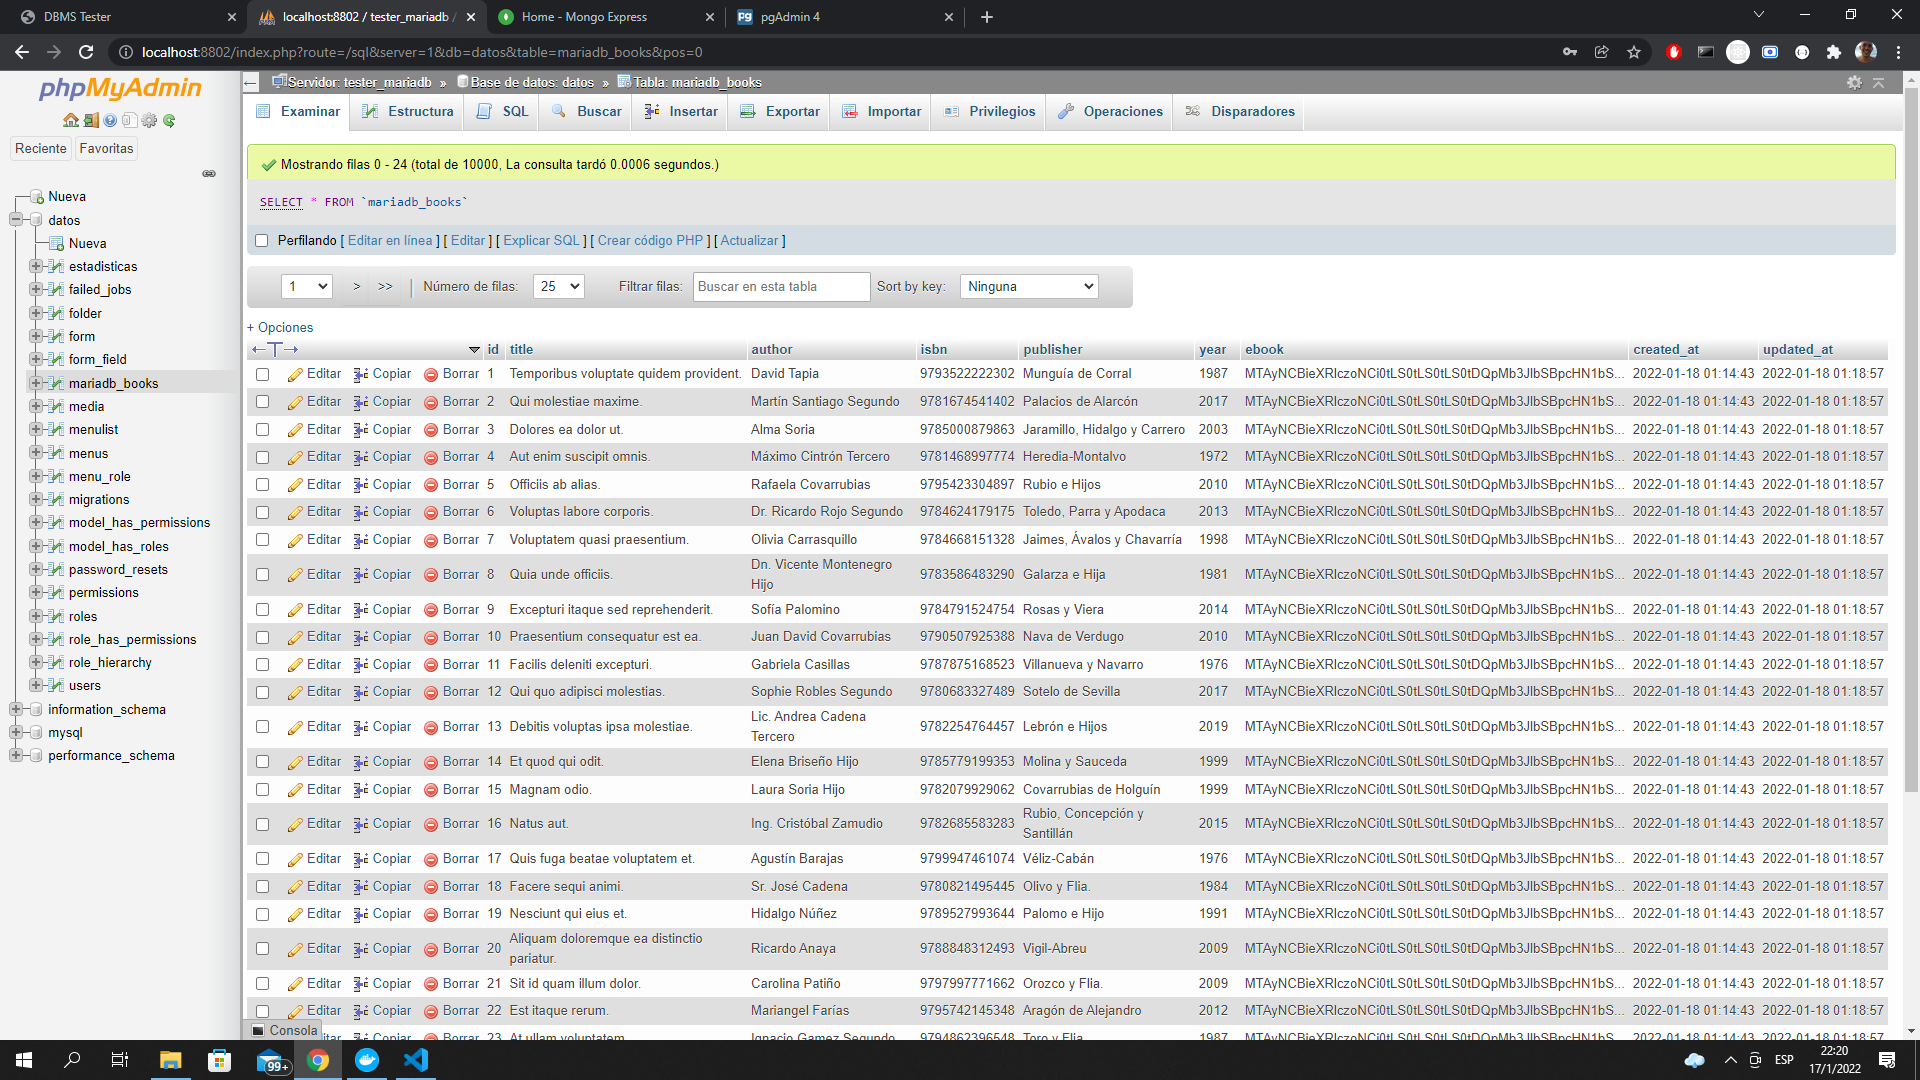 DBMS Tester
localhost:8802 / tester_mariadb /
Home - Mongo Express
pgAdmin 4
localhost:8802/index.php?route=/sql&server=1&db=datos&table=mariadb_books&pos=0
phpMyAdmin
Reciente Favoritas
Nueva
datos
Nueva
estadisticas
failed_jobs
folder
form
form_field
mariadb_books
media
menulist
menus
menu_role
migrations
model_has_permissions
model_has_roles
password_resets
permissions
roles
role_has_permissions
role_hierarchy
users
information_schema
mysql
performance_schema
Servidor: tester_mariadb » Base de datos: datos » Tabla: mariadb_books
Examinar Estructura SQL Buscar Insertar Exportar Importar Privilegios Operaciones Disparadores
Mostrando filas 0 - 24 (total de 10000, La consulta tardó 0.0006 segundos.)
SELECT * FROM `mariadb_books`
Perfilando [ Editar en línea ] [ Editar ] [ Explicar SQL ] [ Crear código PHP ] [ Actualizar ]
1 > >> | Número de filas: 25 Filtrar filas: Buscar en esta tabla Sort by key: Ninguna
+ Opciones
←T→ id title author isbn publisher year ebook created_at updated_at
Editar Copiar Borrar 1 Temporibus voluptate quidem provident. David Tapia 9793522222302 Munguía de Corral 1987 MTAyNCBieXRlczoNCi0tLS0tLS0tLS0tDQpMb3JlbSBpcHN1bS... 2022-01-18 01:14:43 2022-01-18 01:18:57
Editar Copiar Borrar 2 Qui molestiae maxime. Martín Santiago Segundo 9781674541402 Palacios de Alarcón 2017 MTAyNCBieXRlczoNCi0tLS0tLS0tLS0tDQpMb3JlbSBpcHN1bS... 2022-01-18 01:14:43 2022-01-18 01:18:57
Editar Copiar Borrar 3 Dolores ea dolor ut. Alma Soria 9785000879863 Jaramillo, Hidalgo y Carrero 2003 MTAyNCBieXRlczoNCi0tLS0tLS0tLS0tDQpMb3JlbSBpcHN1bS... 2022-01-18 01:14:43 2022-01-18 01:18:57
Editar Copiar Borrar 4 Aut enim suscipit omnis. Máximo Cintrón Tercero 9781468997774 Heredia-Montalvo 1972 MTAyNCBieXRlczoNCi0tLS0tLS0tLS0tDQpMb3JlbSBpcHN1bS... 2022-01-18 01:14:43 2022-01-18 01:18:57
Editar Copiar Borrar 5 Officiis ab alias. Rafaela Covarrubias 9795423304897 Rubio e Hijos 2010 MTAyNCBieXRlczoNCi0tLS0tLS0tLS0tDQpMb3JlbSBpcHN1bS... 2022-01-18 01:14:43 2022-01-18 01:18:57
Editar Copiar Borrar 6 Voluptas labore corporis. Dr. Ricardo Rojo Segundo 9784624179175 Toledo, Parra y Apodaca 2013 MTAyNCBieXRlczoNCi0tLS0tLS0tLS0tDQpMb3JlbSBpcHN1bS... 2022-01-18 01:14:43 2022-01-18 01:18:57
Editar Copiar Borrar 7 Voluptatem quasi praesentium. Olivia Carrasquillo 9784668151328 Jaimes, Ávalos y Chavarría 1998 MTAyNCBieXRlczoNCi0tLS0tLS0tLS0tDQpMb3JlbSBpcHN1bS... 2022-01-18 01:14:43 2022-01-18 01:18:57
Editar Copiar Borrar 8 Quia unde officiis. Dn. Vicente Montenegro Hijo 9783586483290 Galarza e Hija 1981 MTAyNCBieXRlczoNCi0tLS0tLS0tLS0tDQpMb3JlbSBpcHN1bS... 2022-01-18 01:14:43 2022-01-18 01:18:57
Editar Copiar Borrar 9 Excepturi itaque sed reprehenderit. Sofía Palomino 9784791524754 Rosas y Viera 2014 MTAyNCBieXRlczoNCi0tLS0tLS0tLS0tDQpMb3JlbSBpcHN1bS... 2022-01-18 01:14:43 2022-01-18 01:18:57
Editar Copiar Borrar 10 Praesentium consequatur est ea. Juan David Covarrubias 9790507925388 Nava de Verdugo 2010 MTAyNCBieXRlczoNCi0tLS0tLS0tLS0tDQpMb3JlbSBpcHN1bS... 2022-01-18 01:14:43 2022-01-18 01:18:57
Editar Copiar Borrar 11 Facilis deleniti excepturi. Gabriela Casillas 9787875168523 Villanueva y Navarro 1976 MTAyNCBieXRlczoNCi0tLS0tLS0tLS0tDQpMb3JlbSBpcHN1bS... 2022-01-18 01:14:43 2022-01-18 01:18:57
Editar Copiar Borrar 12 Qui quo adipisci molestias. Sophie Robles Segundo 9780683327489 Sotelo de Sevilla 2017 MTAyNCBieXRlczoNCi0tLS0tLS0tLS0tDQpMb3JlbSBpcHN1bS... 2022-01-18 01:14:43 2022-01-18 01:18:57
Editar Copiar Borrar 13 Debitis voluptas ipsa molestiae. Lic. Andrea Cadena Tercero 9782254764457 Lebrón e Hijos 2019 MTAyNCBieXRlczoNCi0tLS0tLS0tLS0tDQpMb3JlbSBpcHN1bS... 2022-01-18 01:14:43 2022-01-18 01:18:57
Editar Copiar Borrar 14 Et quod qui odit. Elena Briseño Hijo 9785779199353 Molina y Sauceda 1999 MTAyNCBieXRlczoNCi0tLS0tLS0tLS0tDQpMb3JlbSBpcHN1bS... 2022-01-18 01:14:43 2022-01-18 01:18:57
Editar Copiar Borrar 15 Magnam odio. Laura Soria Hijo 9782079929062 Covarrubias de Holguín 1999 MTAyNCBieXRlczoNCi0tLS0tLS0tLS0tDQpMb3JlbSBpcHN1bS... 2022-01-18 01:14:43 2022-01-18 01:18:57
Editar Copiar Borrar 16 Natus aut. Ing. Cristóbal Zamudio 9782685583283 Rubio, Concepción y Santillán 2015 MTAyNCBieXRlczoNCi0tLS0tLS0tLS0tDQpMb3JlbSBpcHN1bS... 2022-01-18 01:14:43 2022-01-18 01:18:57
Editar Copiar Borrar 17 Quis fuga beatae voluptatem et. Agustín Barajas 9799947461074 Véliz-Cabán 1976 MTAyNCBieXRlczoNCi0tLS0tLS0tLS0tDQpMb3JlbSBpcHN1bS... 2022-01-18 01:14:43 2022-01-18 01:18:57
Editar Copiar Borrar 18 Facere sequi animi. Sr. José Cadena 9780821495445 Olivo y Flia. 1984 MTAyNCBieXRlczoNCi0tLS0tLS0tLS0tDQpMb3JlbSBpcHN1bS... 2022-01-18 01:14:43 2022-01-18 01:18:57
Editar Copiar Borrar 19 Nesciunt qui eius et. Hidalgo Núñez 9789527993644 Palomo e Hijo 1991 MTAyNCBieXRlczoNCi0tLS0tLS0tLS0tDQpMb3JlbSBpcHN1bS... 2022-01-18 01:14:43 2022-01-18 01:18:57
Editar Copiar Borrar 20 Aliquam doloremque ea distinctio pariatur. Ricardo Anaya 9788848312493 Vigil-Abreu 2009 MTAyNCBieXRlczoNCi0tLS0tLS0tLS0tDQpMb3JlbSBpcHN1bS... 2022-01-18 01:14:43 2022-01-18 01:18:57
Editar Copiar Borrar 21 Sit id quam illum dolor. Carolina Patiño 9797997771662 Orozco y Flia. 2009 MTAyNCBieXRlczoNCi0tLS0tLS0tLS0tDQpMb3JlbSBpcHN1bS... 2022-01-18 01:14:43 2022-01-18 01:18:57
Editar Copiar Borrar 22 Est itaque rerum. Mariangel Farías 9795742145348 Aragón de Alejandro 2012 MTAyNCBieXRlczoNCi0tLS0tLS0tLS0tDQpMb3JlbSBpcHN1bS... 2022-01-18 01:14:43 2022-01-18 01:18:57
Copiar Borrar 23 At ullam voluptatem Ignacio Gamez Segundo 9794862396548 Toro y Flia. 1987 MTAyNCBieXRlczoNCi0tLS0tLS0tLS0tDQpMb3JlbSBpcHN1bS... 2022-01-18 01:14:43 2022-01-18 01:18:57
Consola
99+
ESP
22:20
17/1/2022